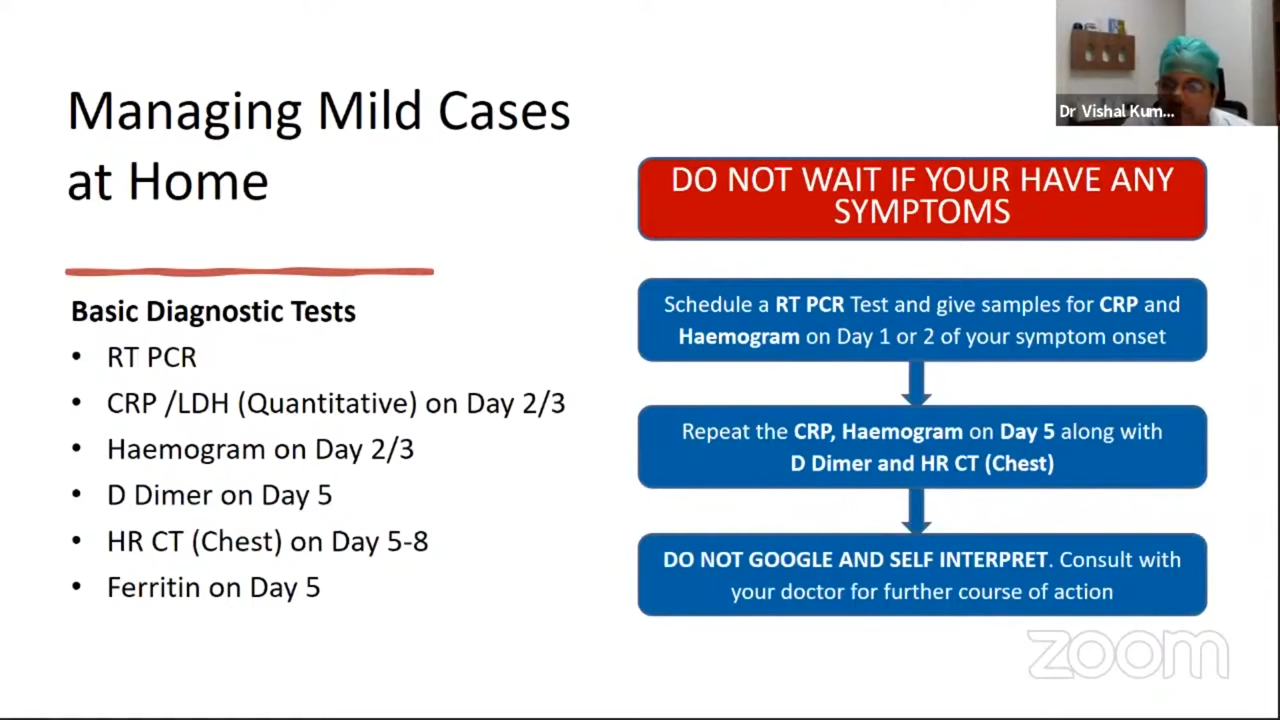 Managing Mild Cases
at Home
Basic Diagnostic Tests
• RT PCR
• CRP /LDH (Quantitative) on Day 2/3
• Haemogram on Day 2/3
• D Dimer on Day 5
• HR CT (Chest) on Day 5-8
• Ferritin on Day 5
Dr Vishal Kum...
DO NOT WAIT IF YOUR HAVE ANY
SYMPTOMS
Schedule a RT PCR Test and give samples for CRP and
Haemogram on Day 1 or 2 of your symptom onset
Repeat the CRP, Haemogram on Day 5 along with
D Dimer and HR CT (Chest)
DO NOT GOOGLE AND SELF INTERPRET. Consult with
your doctor for further course of action
zoom